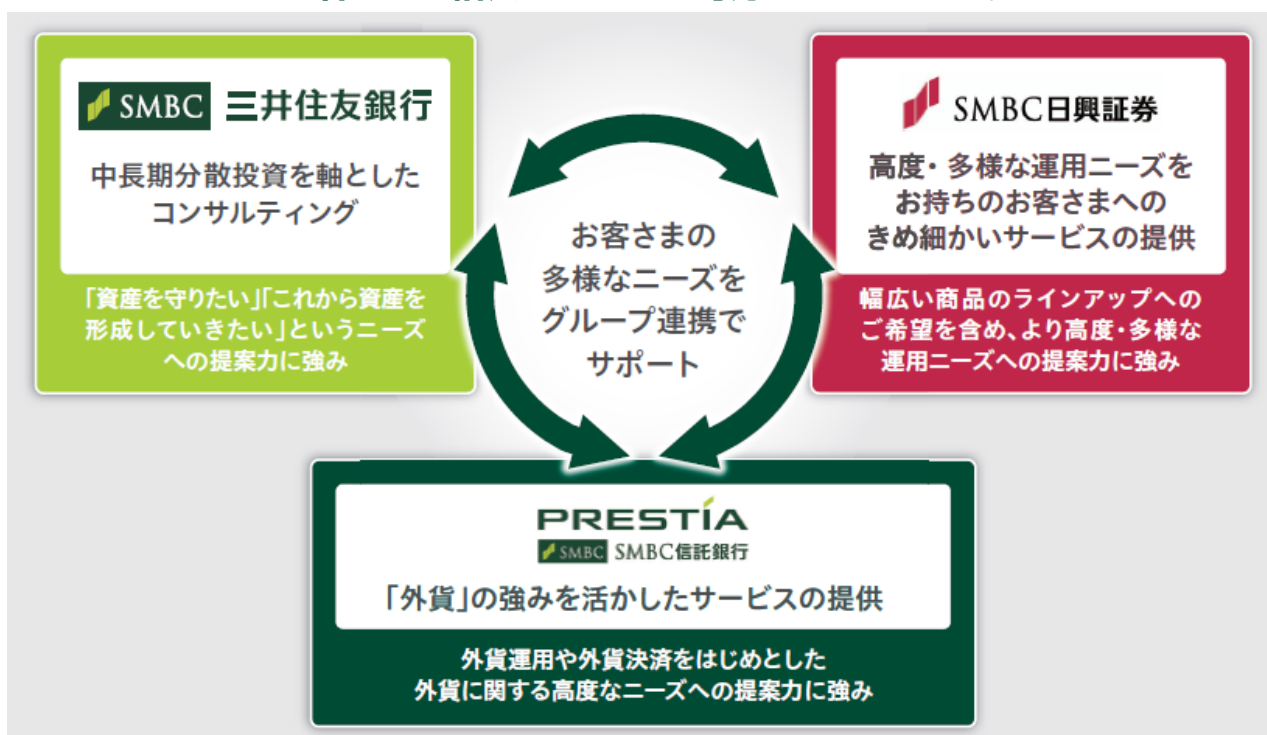 SMBC 三井住友銀行
中長期分散投資を軸とした
コンサルティング
「資産を守りたい」「これから資産を
形成していきたい」というニーズ
への提案力に強み
SMBC日興証券
高度・多様な運用ニーズを
お持ちのお客さまへの
きめ細かいサービスの提供
幅広い商品のラインアップへの
ご希望を含め、より高度・多様な
運用ニーズへの提案力に強み
お客さまの
多様なニーズを
グループ連携で
サポート
PRESTÍA
SMBC SMBC信託銀行
「外貨」の強みを活かしたサービスの提供
外貨運用や外貨決済をはじめとした
外貨に関する高度なニーズへの提案力に強み